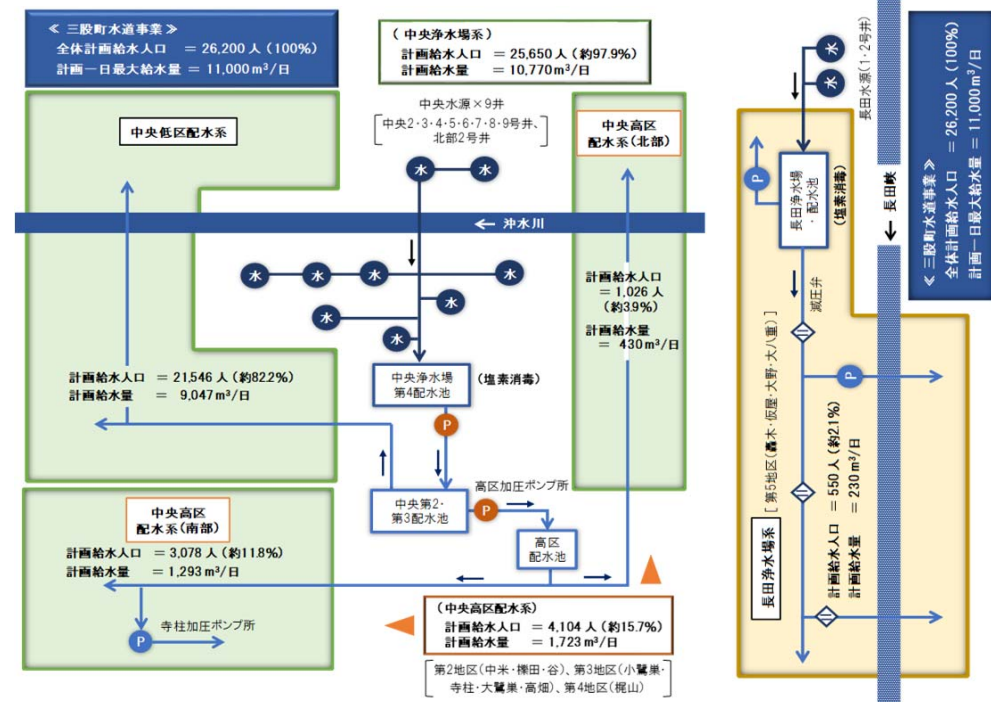 ≪ 三股町水道事業 ≫
全体計画給水人口 = 26,200 人 (100%)
計画一日最大給水量 = 11,000 m³/日
( 中央浄水場系 )
計画給水人口 = 25,650 人 (約97.9%)
計画給水量 = 10,770 m³/日
中央低区配水系
中央水源×9井
[中央2・3・4・5・6・7・8・9号井、
北部2号井]
中央高区
配水系(北部)
水
水
← 沖水川
水
水
水
水
水
水
水
計画給水人口
= 1,026 人
(約3.9%)
計画給水量
= 430 m³/日
計画給水人口 = 21,546 人 (約82.2%)
計画給水量 = 9,047 m³/日
中央浄水場
第4配水池
(塩素消毒)
P
中央第2・
第3配水池
P
高区加圧ポンプ所
高区
配水池
中央高区
配水系(南部)
計画給水人口 = 3,078 人 (約11.8%)
計画給水量 = 1,293 m³/日
P
寺柱加圧ポンプ所
(中央高区配水系)
計画給水人口 = 4,104 人 (約15.7%)
計画給水量 = 1,723 m³/日
[第2地区(中米・櫟田・谷)、第3地区(小鷺巣・
寺柱・大鷺巣・高畑)、第4地区(梶山)]
水
水
長田水源(1・2号井)
P
長田浄水場
・配水池
(塩素消毒)
減圧弁
P
[ 第5地区(轟木・仮屋・大野・大八重) ]
長田浄水場系
計画給水人口 = 550 人 (約2.1%)
計画給水量 = 230 m³/日
← 長田峡
≪ 三股町水道事業 ≫
全体計画給水人口 = 26,200 人 (100%)
計画一日最大給水量 = 11,000 m³/日